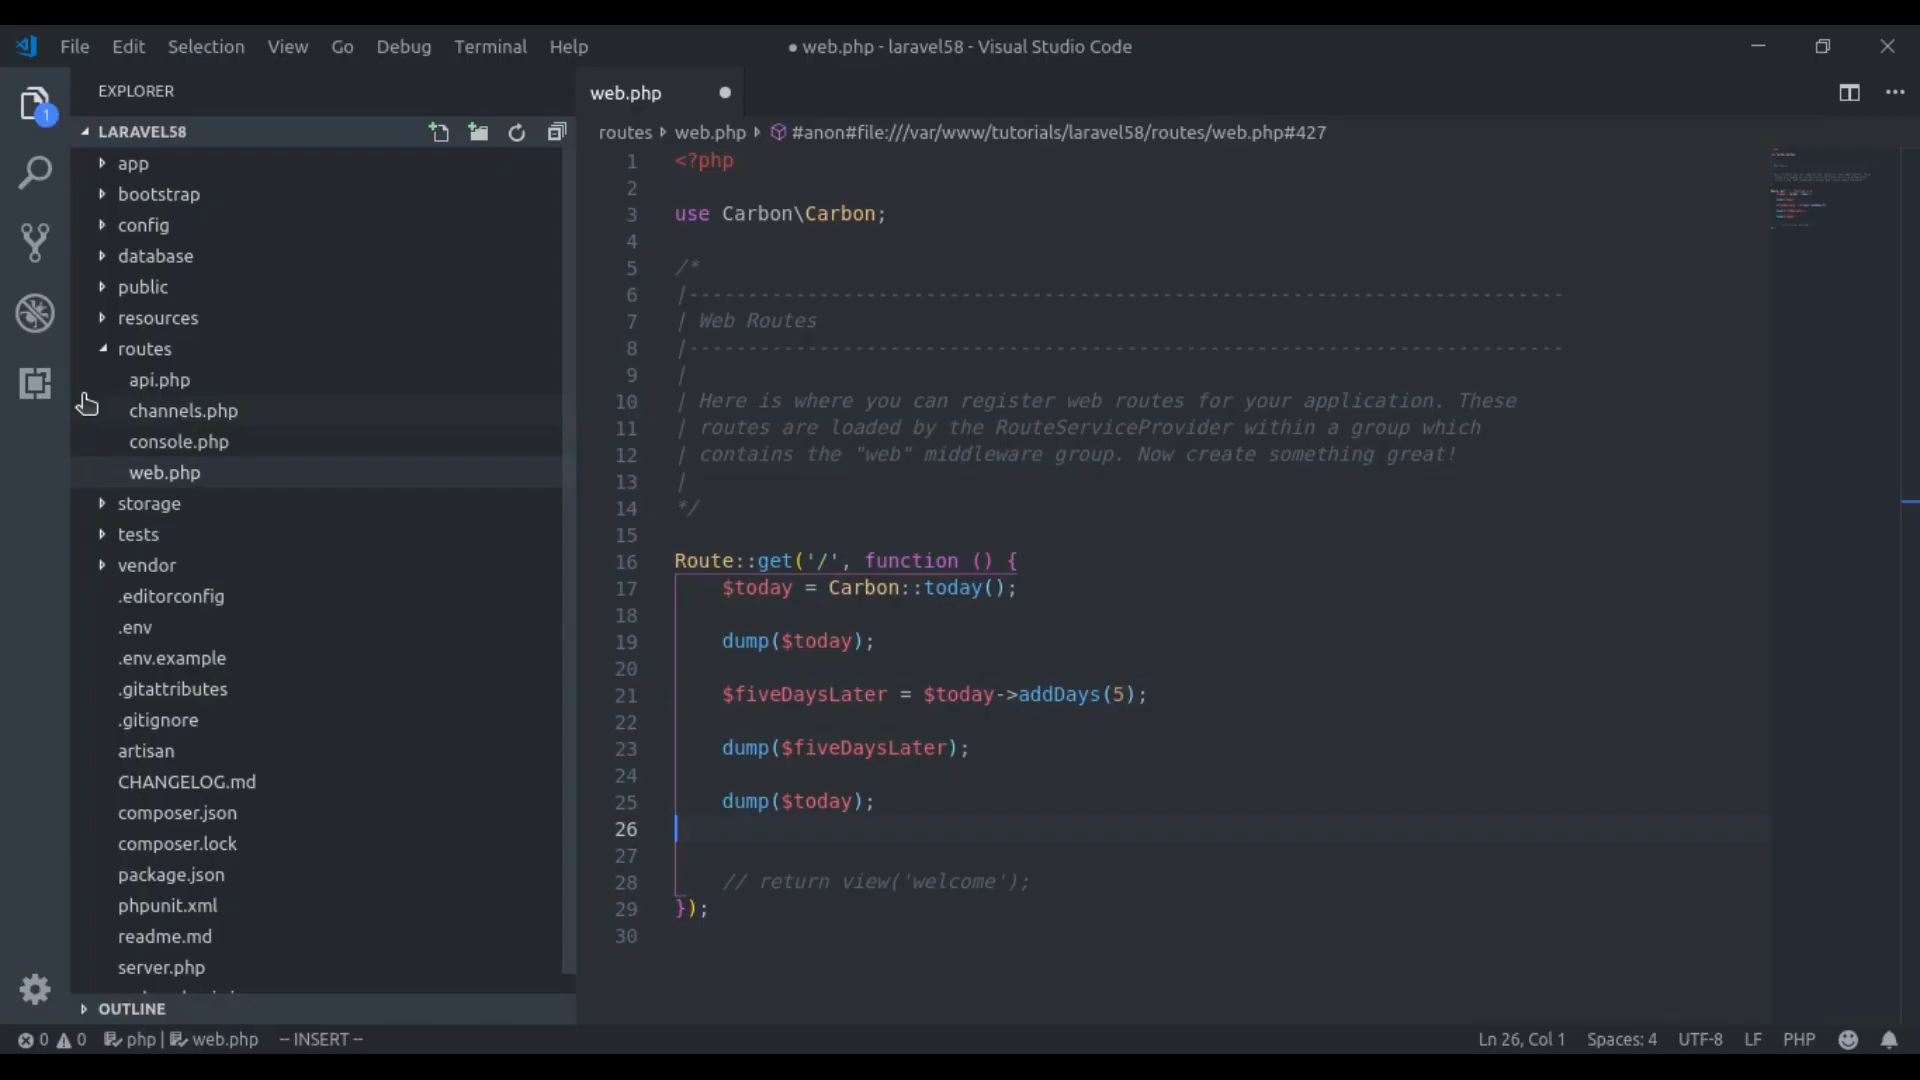 File Edit Selection View Go Debug Terminal Help
● web.php - laravel58 - Visual Studio Code
1
EXPLORER
LARAVEL58
app
bootstrap
config
database
public
resources
routes
api.php
channels.php
console.php
web.php
storage
tests
vendor
.editorconfig
.env
.env.example
.gitattributes
.gitignore
artisan
CHANGELOG.md
composer.json
composer.lock
package.json
phpunit.xml
readme.md
server.php
OUTLINE
web.php
routes web.php #anon#file:///var/www/tutorials/laravel58/routes/web.php#427
1 <?php
2
3 use Carbon\Carbon;
4
5 /*
6 |--------------------------------------------------------------------------
7 | Web Routes
8 |--------------------------------------------------------------------------
9 |
10 | Here is where you can register web routes for your application. These
11 | routes are loaded by the RouteServiceProvider within a group which
12 | contains the "web" middleware group. Now create something great!
13 |
14 */
15
16 Route::get('/', function () {
17 $today = Carbon::today();
18
19 dump($today);
20
21 $fiveDaysLater = $today->addDays(5);
22
23 dump($fiveDaysLater);
24
25 dump($today);
26
27
28 // return view('welcome');
29 });
30
0 0 php | web.php -- INSERT -- Ln 26, Col 1 Spaces: 4 UTF-8 LF PHP